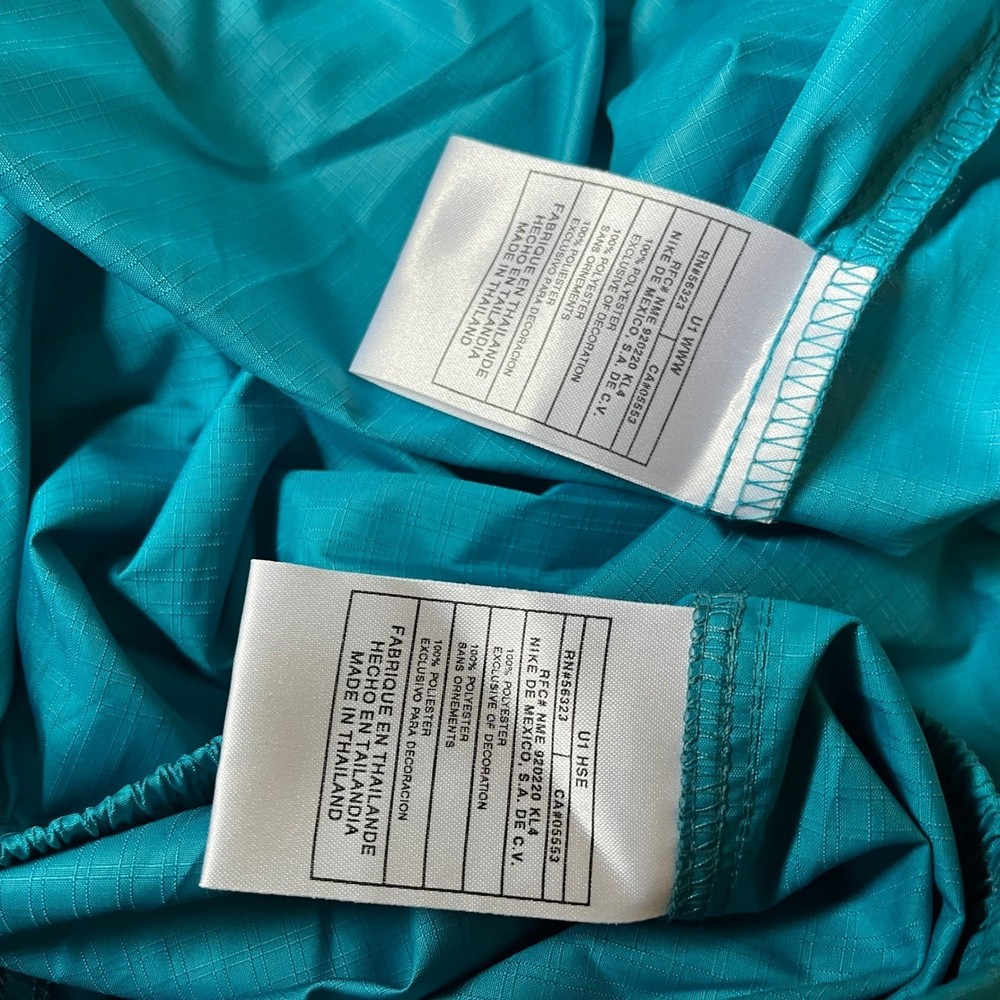 U1 WWW
RN#56323 CA#05553
RFC# NME 920220 KL4
NIKE DE MEXICO, S.A. DE C.V.
100% POLYESTER
EXCLUSIVE OF DECORATION
100% POLYESTER
SANS ORNEMENTS
100% POLIESTER
EXCLUSIVO PARA DECORACION
FABRIQUE EN THAILANDE
HECHO EN TAILANDIA
MADE IN THAILAND
U1 HSE
RN#56323 CA#05553
RFC# NME 920220 KL4
NIKE DE MEXICO, S.A. DE C.V.
100% POLYESTER
EXCLUSIVE OF DECORATION
100% POLYESTER
SANS ORNEMENTS
100% POLIESTER
EXCLUSIVO PARA DECORACION
FABRIQUE EN THAILANDE
HECHO EN TAILANDIA
MADE IN THAILAND